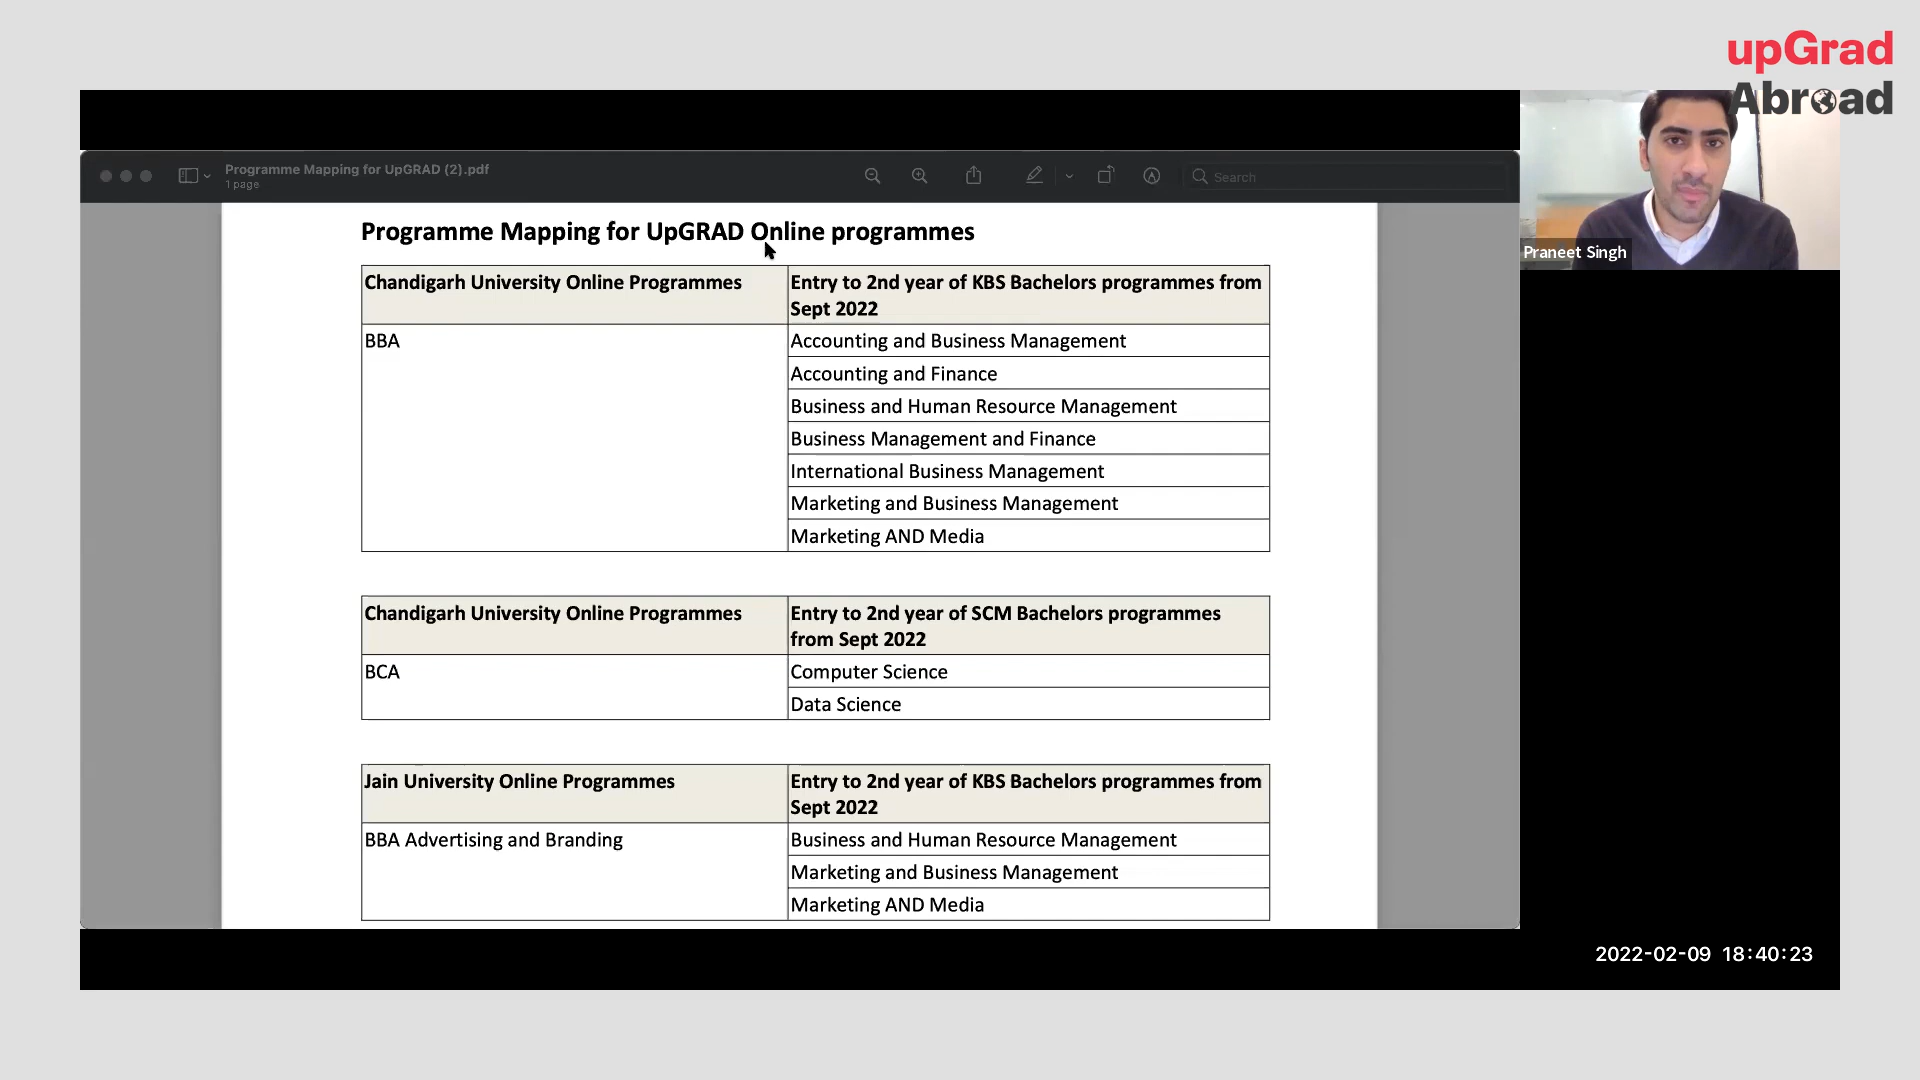 upGrad
Abroad
Programme Mapping for UpGRAD (2).pdf
1 page
Search
Praneet Singh
Programme Mapping for UpGRAD Online programmes
Chandigarh University Online Programmes
Entry to 2nd year of KBS Bachelors programmes from
Sept 2022
BBA
Accounting and Business Management
Accounting and Finance
Business and Human Resource Management
Business Management and Finance
International Business Management
Marketing and Business Management
Marketing AND Media
Chandigarh University Online Programmes
Entry to 2nd year of SCM Bachelors programmes
from Sept 2022
BCA
Computer Science
Data Science
Jain University Online Programmes
Entry to 2nd year of KBS Bachelors programmes from
Sept 2022
BBA Advertising and Branding
Business and Human Resource Management
Marketing and Business Management
Marketing AND Media
2022-02-09 18:40:23